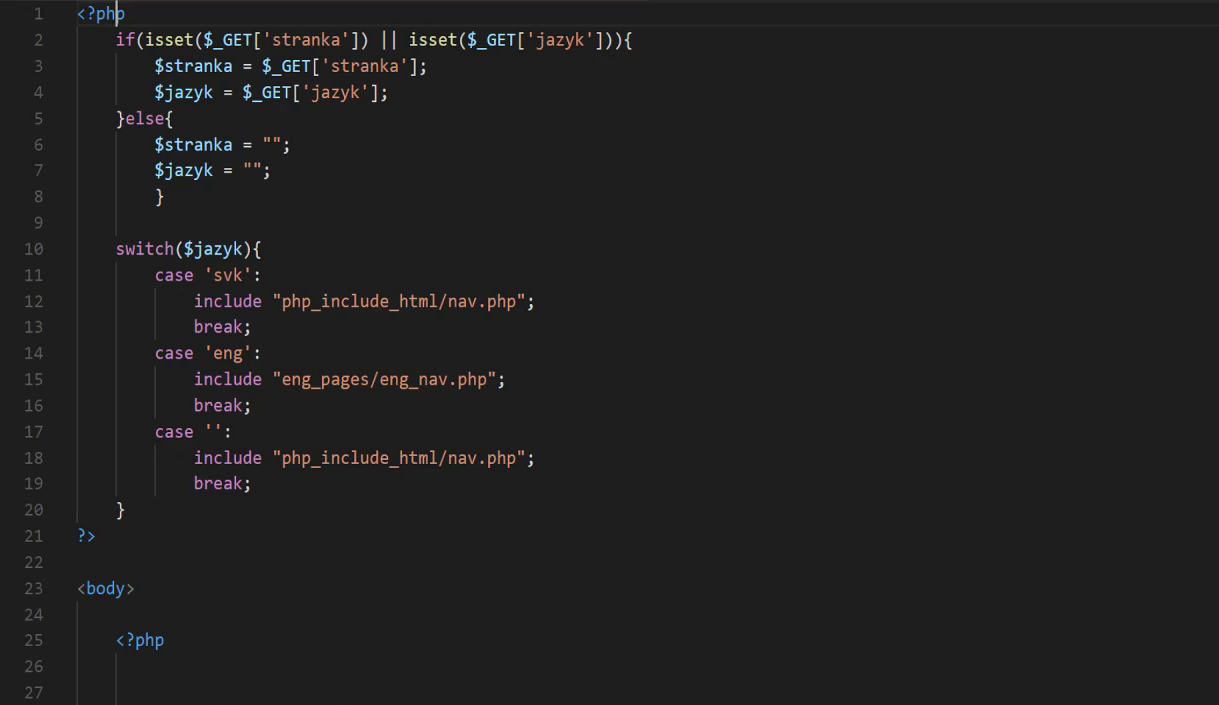 1 <?php
2 if(isset($_GET['stranka']) || isset($_GET['jazyk'])){
3 $stranka = $_GET['stranka'];
4 $jazyk = $_GET['jazyk'];
5 }else{
6 $stranka = "";
7 $jazyk = "";
8 }
9
10 switch($jazyk){
11 case 'svk':
12 include "php_include_html/nav.php";
13 break;
14 case 'eng':
15 include "eng_pages/eng_nav.php";
16 break;
17 case '':
18 include "php_include_html/nav.php";
19 break;
20 }
21 ?>
22
23 <body>
24
25 <?php
26
27